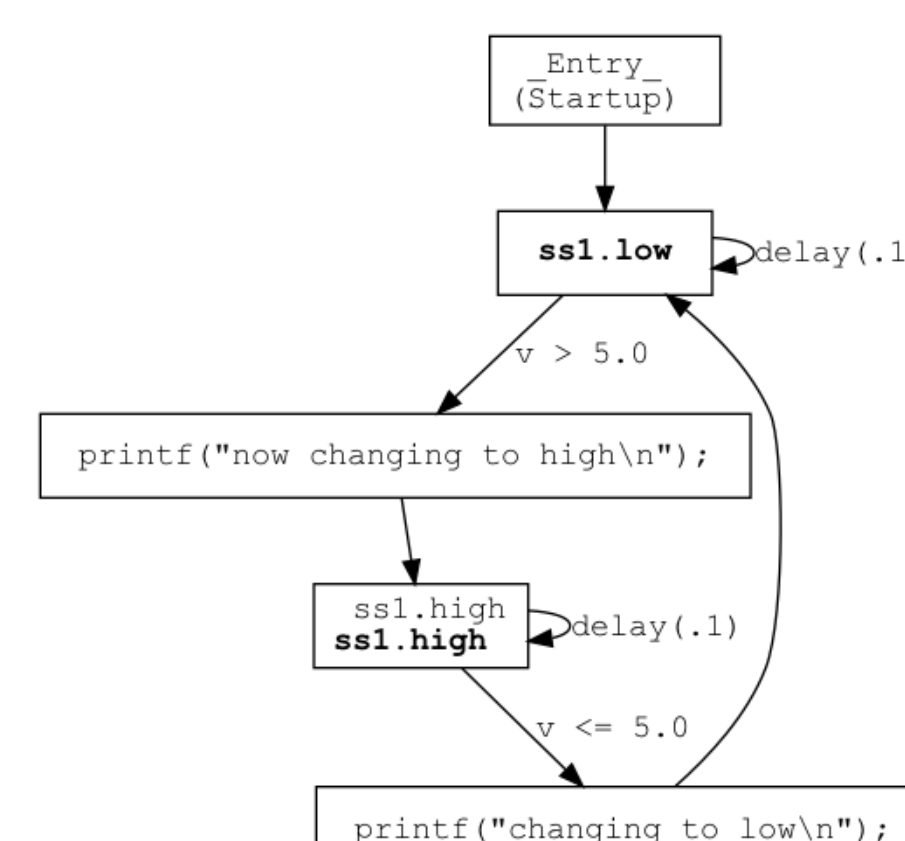 _Entry_
(Startup)
ss1.low
delay(.1
v > 5.0
printf("now changing to high\n");
ss1.high
ss1.high
delay(.1)
v <= 5.0
printf("changing to low\n");